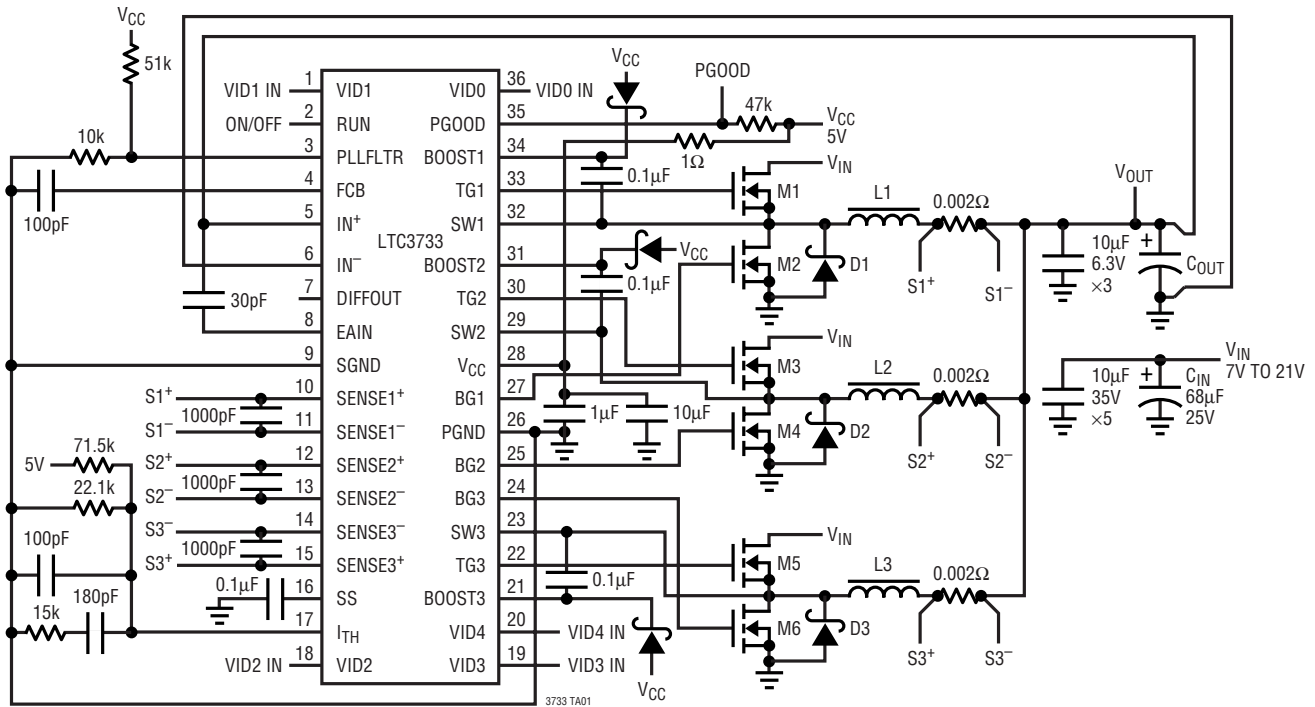 VCC
51k
10k
100pF
30pF
VID1 IN
ON/OFF
1 VID1
2 RUN
3 PLLFLTR
4 FCB
5 IN+
6 IN−
7 DIFFOUT
8 EAIN
9 SGND
10 SENSE1+
11 SENSE1−
12 SENSE2+
13 SENSE2−
14 SENSE3−
15 SENSE3+
16 SS
17 ITH
18 VID2
LTC3733
VID0 36
PGOOD 35
BOOST1 34
TG1 33
SW1 32
BOOST2 31
TG2 30
SW2 29
VCC 28
BG1 27
PGND 26
BG2 25
BG3 24
SW3 23
TG3 22
BOOST3 21
VID4 20
VID3 19
S1+
1000pF
S1−
5V
71.5k
22.1k
S2+
1000pF
S2−
S3−
1000pF
S3+
100pF
0.1µF
15k
180pF
VID2 IN
VID0 IN
VCC
PGOOD
47k
VCC
5V
1Ω
0.1µF
VCC
0.1µF
1µF
10µF
0.1µF
VID4 IN
VID3 IN
VCC
VIN
M1
M2
D1
L1
0.002Ω
S1+
S1−
VIN
M3
M4
D2
L2
0.002Ω
S2+
S2−
VIN
M5
M6
D3
L3
0.002Ω
S3+
S3−
VOUT
10µF
6.3V
×3
+
COUT
VIN
7V TO 21V
10µF
35V
×5
+
CIN
68µF
25V
3733 TA01